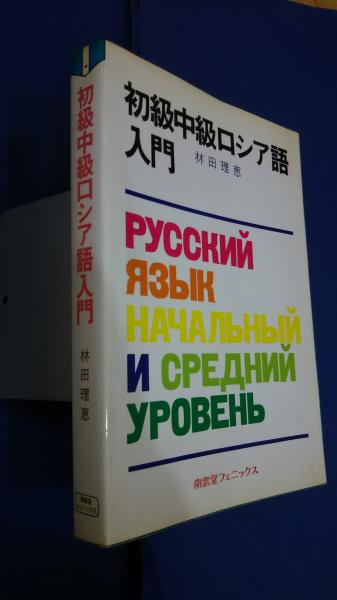 初級中級ロシア語
入門
林田理恵
РУССКИЙ
ЯЗЫК
НАЧАЛЬНЫЙ
И СРЕДНИЙ
УРОВЕНЬ
南雲堂フェニックス
初級中級ロシア語入門
林田理恵
南雲堂
フェニックス